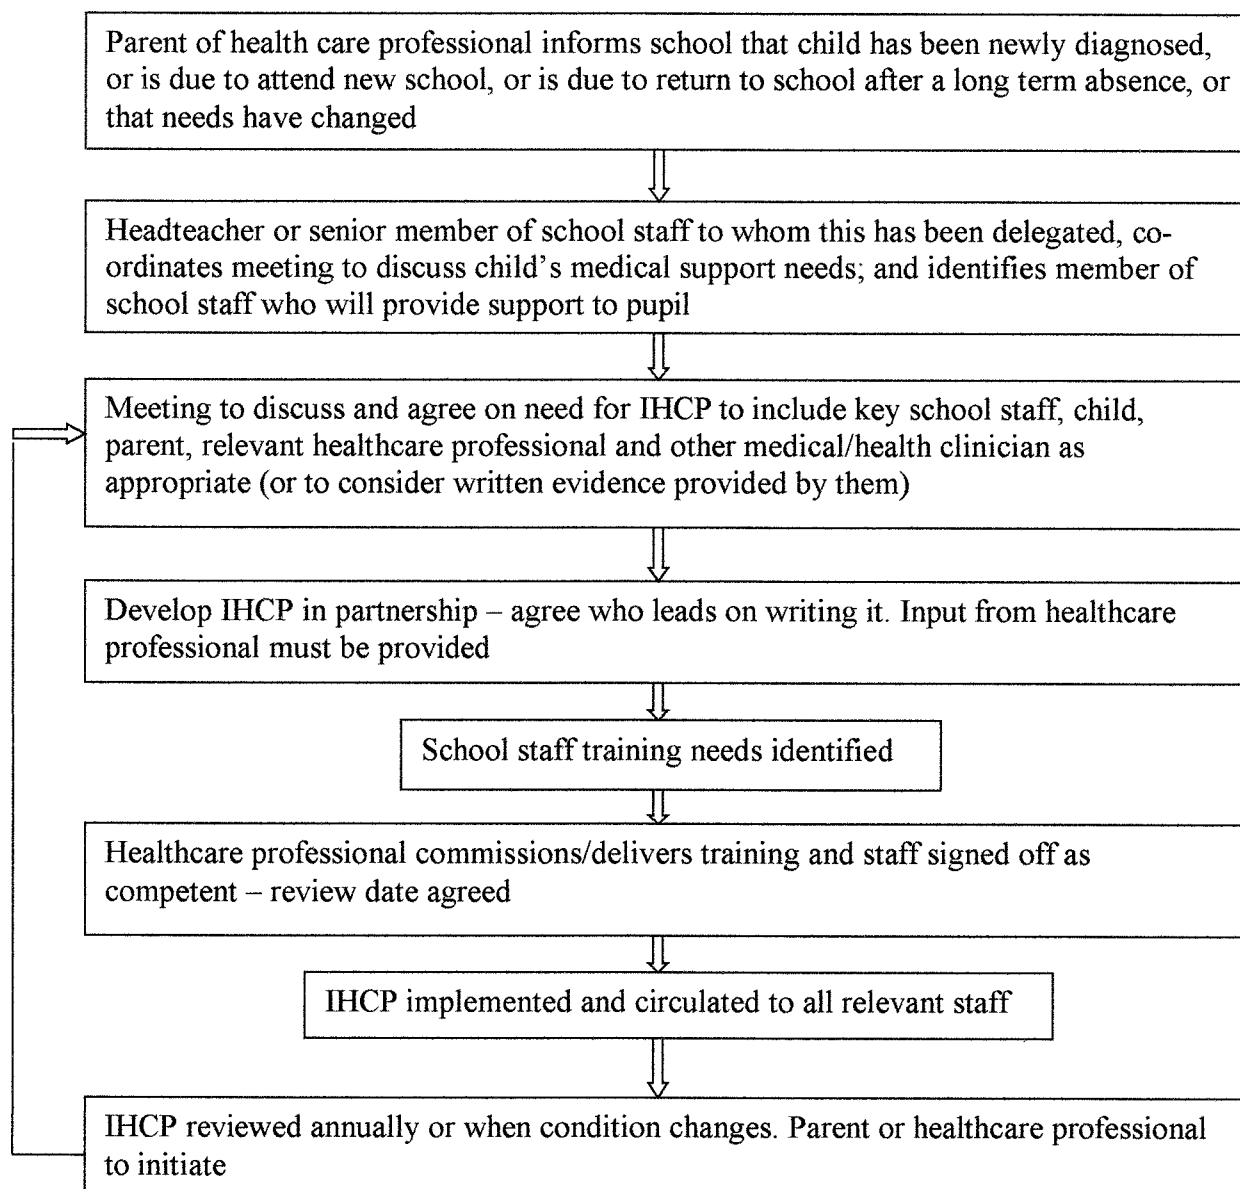 Parent of health care professional informs school that child has been newly diagnosed,
or is due to attend new school, or is due to return to school after a long term absence, or
that needs have changed
Headteacher or senior member of school staff to whom this has been delegated, co-
ordinates meeting to discuss child's medical support needs; and identifies member of
school staff who will provide support to pupil
Meeting to discuss and agree on need for IHCP to include key school staff, child,
parent, relevant healthcare professional and other medical/health clinician as
appropriate (or to consider written evidence provided by them)
Develop IHCP in partnership – agree who leads on writing it. Input from healthcare
professional must be provided
School staff training needs identified
Healthcare professional commissions/delivers training and staff signed off as
competent – review date agreed
IHCP implemented and circulated to all relevant staff
IHCP reviewed annually or when condition changes. Parent or healthcare professional
to initiate